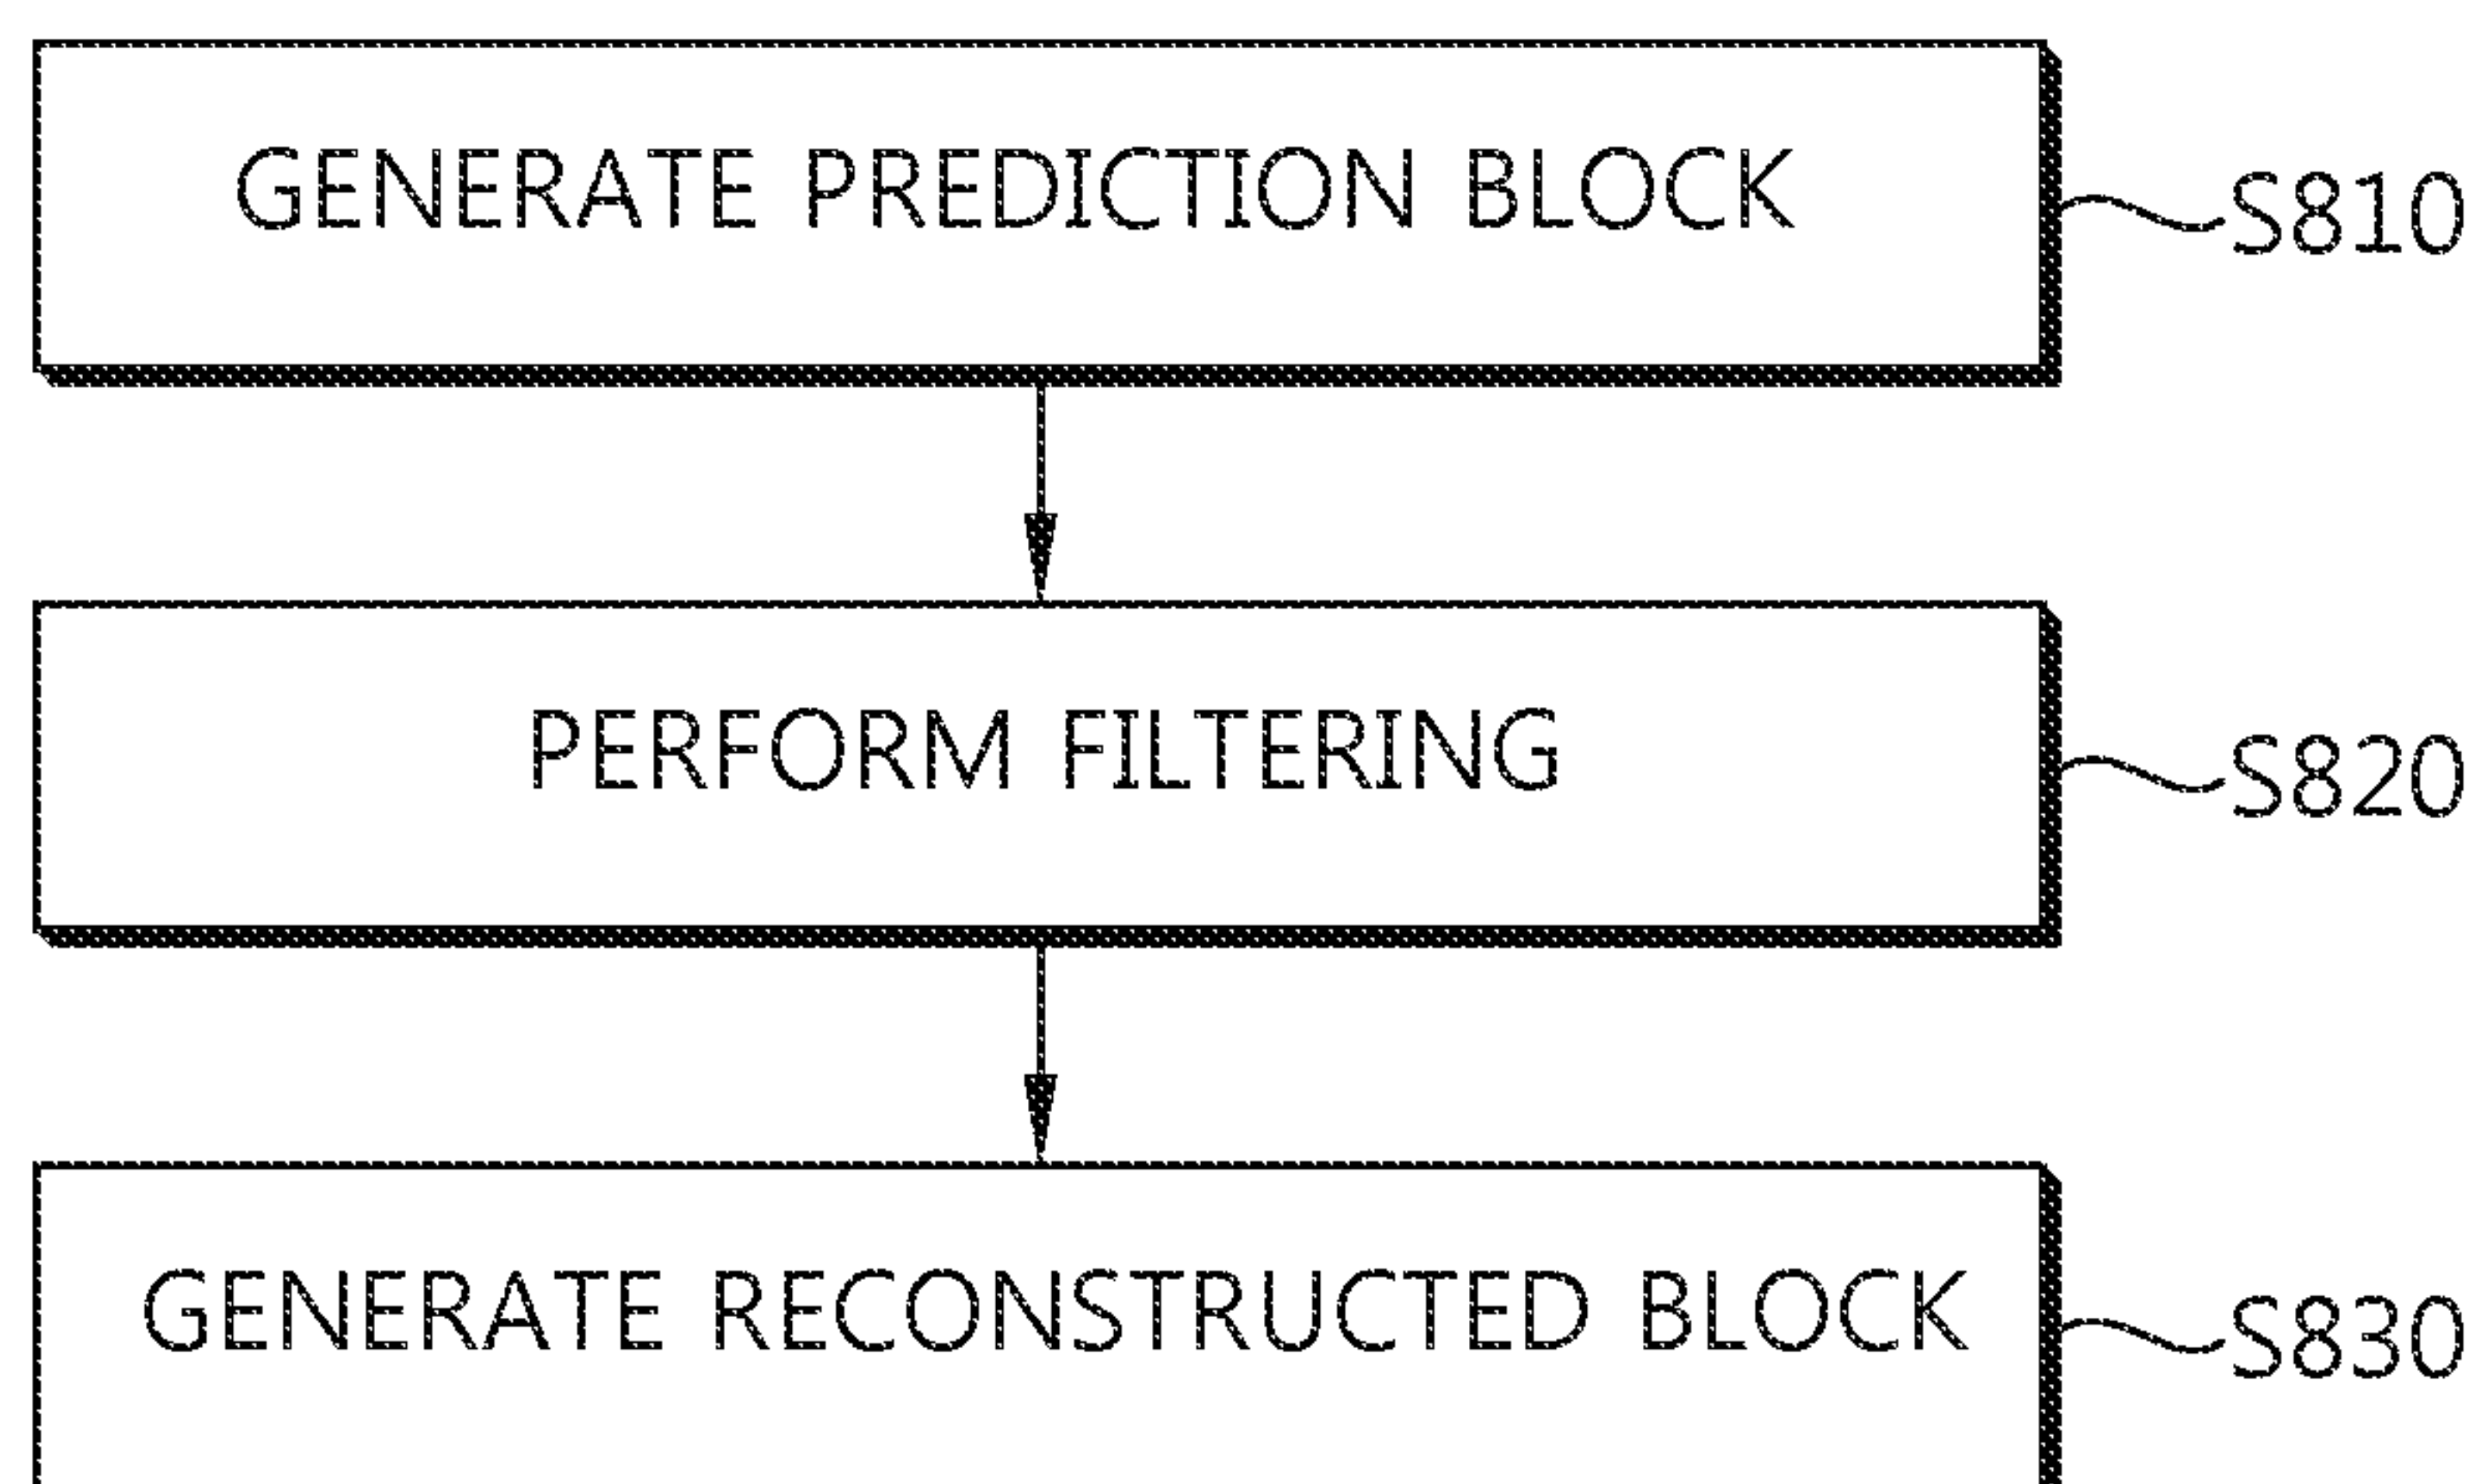 GENERATE PREDICTION BLOCK
S810
PERFORM FILTERING
S820
GENERATE RECONSTRUCTED BLOCK
S830